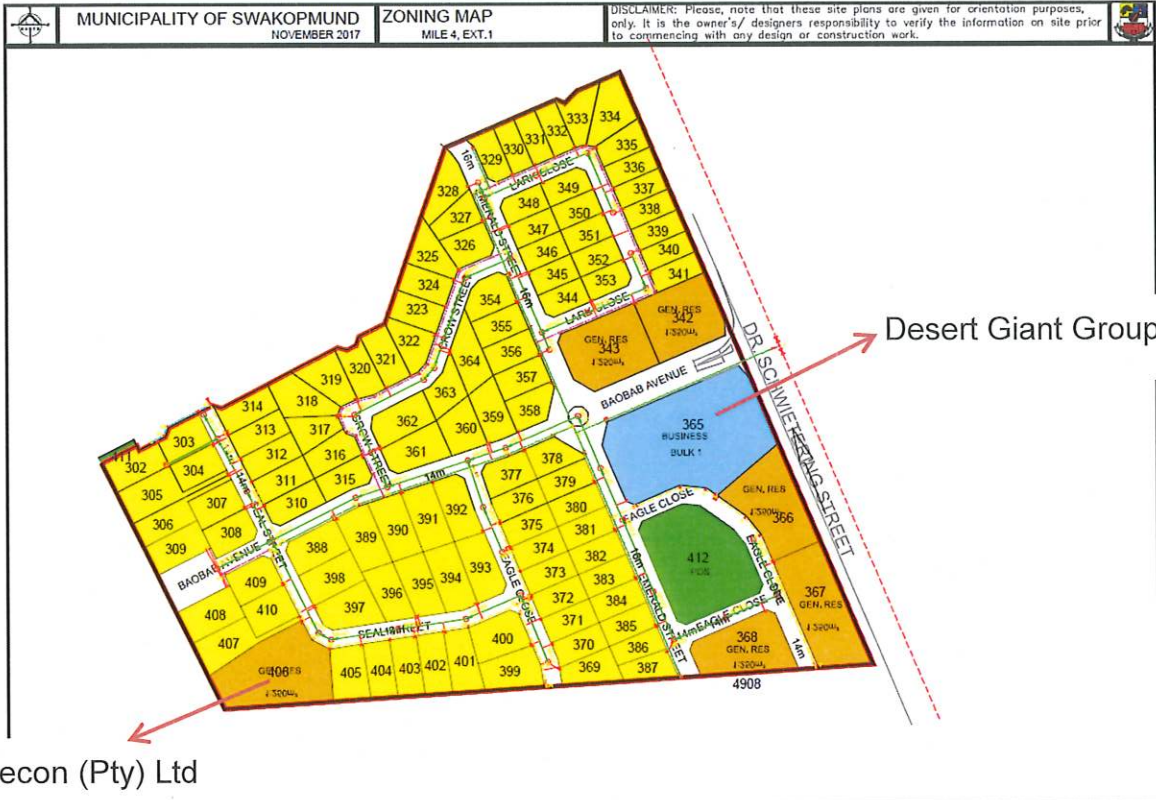 MUNICIPALITY OF SWAKOPMUND
NOVEMBER 2017
ZONING MAP
MILE 4, EXT.1
DISCLAIMER: Please, note that these site plans are given for orientation purposes,
only. It is the owner's/ designers responsibility to verify the information on site prior
to commencing with any design or construction work.
334
333
332
331
330
329
16m
335
336
337
338
339
340
341
LARK CLOSE
349
348
350
347
351
346
352
345
353
344
LARK CLOSE
EMERALD STREET
16m
328
327
326
325
324
323
322
321
320
319
318
317
316
315
314
313
312
311
310
CROW STREET
CROW STREET
354
355
356
357
358
359
360
361
362
363
364
GEN. RES
342
GEN. RES
343
BAOBAB AVENUE
DR. SCHWIETERING STREET
Desert Giant Group
365
BUSINESS
BULK 1
303
302
304
305
306
307
308
309
14m
SEAL STREET
BAOBAB AVENUE
14m
388
389
390
391
392
393
394
395
396
397
398
409
410
408
407
SEAL STREET
EAGLE CLOSE
377
378
376
379
375
380
374
381
373
382
372
383
371
384
370
385
369
386
387
16m
EMERALD STREET
EAGLE CLOSE
412
POS
GEN. RES
366
EAGLE CLOSE
367
GEN. RES
EAGLE CLOSE
14m
368
GEN. RES
14m
406
405
404
403
402
401
400
399
4908
econ (Pty) Ltd